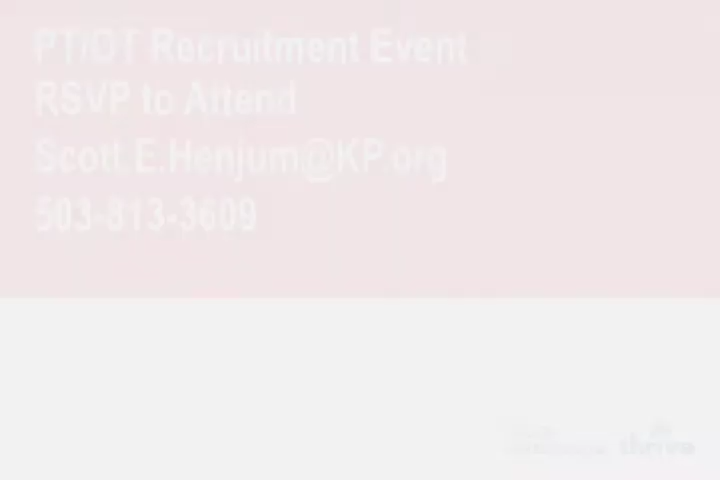 PT/OT Recruitment Event
RSVP to Attend
Scott.E.Henjum@KP.org
503-813-3609
thrive